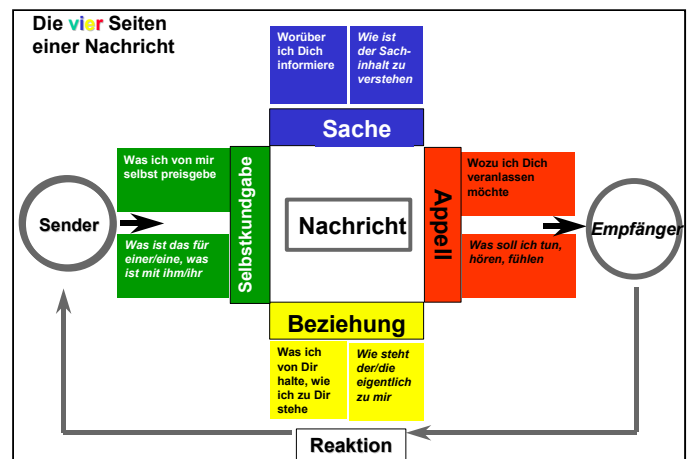 Die vier Seiten
einer Nachricht
Worüber
ich Dich
informiere
Wie ist
der Sach-
inhalt zu
verstehen
Sache
Was ich von mir
selbst preisgebe
Selbstkundgabe
Appell
Wozu ich Dich
veranlassen
möchte
Sender
Nachricht
Empfänger
Was ist das für
einer/eine, was
ist mit ihm/ihr
Was soll ich tun,
hören, fühlen
Beziehung
Was ich
von Dir
halte, wie
ich zu Dir
stehe
Wie steht
der/die
eigentlich
zu mir
Reaktion